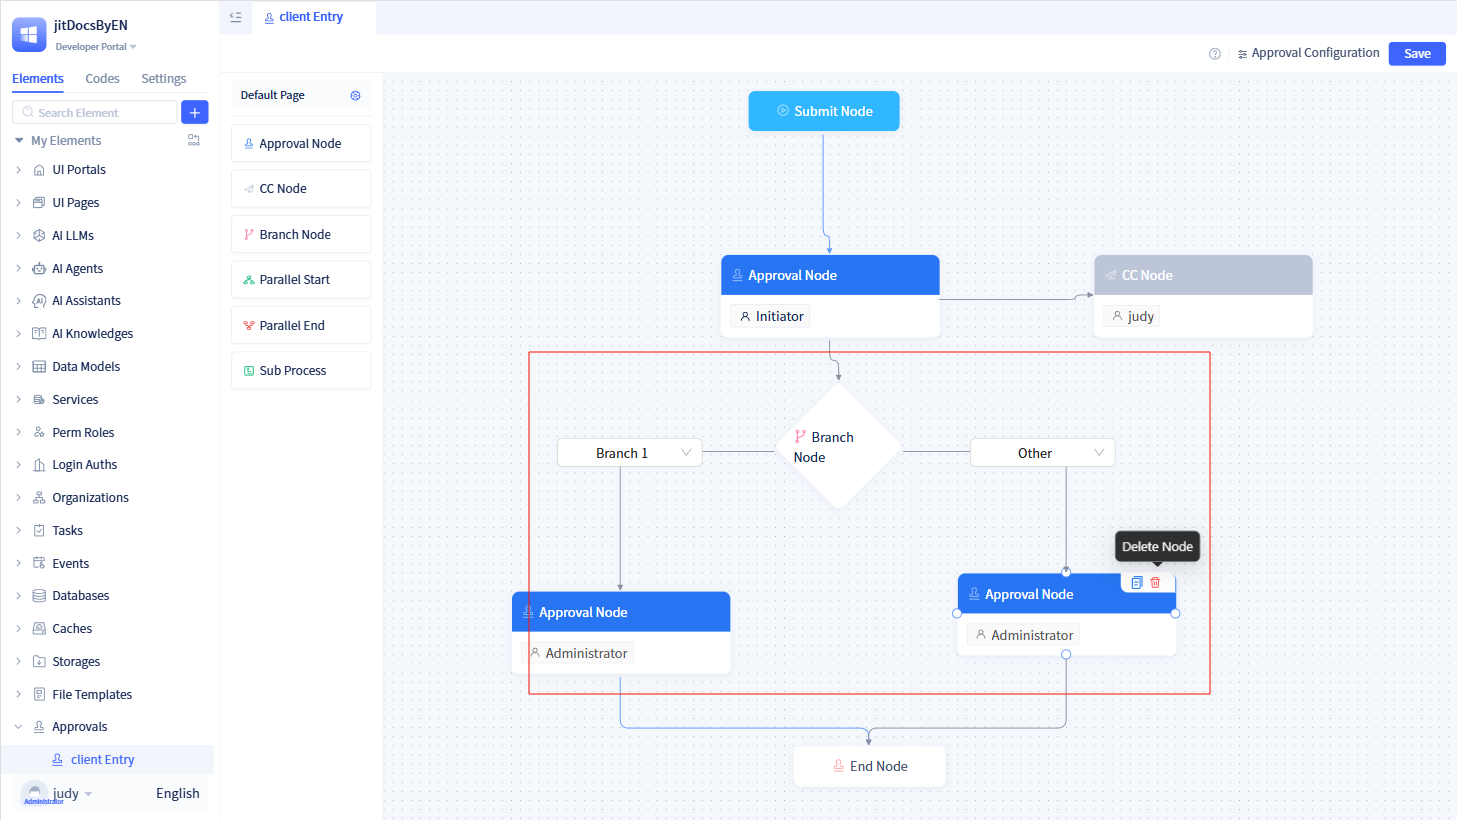 jitDocsByEN
Developer Portal
Elements
Codes
Settings
Search Element
My Elements
UI Portals
UI Pages
AI LLMs
AI Agents
AI Assistants
AI Knowledges
Data Models
Services
Perm Roles
Login Auths
Organizations
Tasks
Events
Databases
Caches
Storages
File Templates
Approvals
client Entry
judy
Administrator
English
client Entry
Approval Configuration
Save
Default Page
Approval Node
CC Node
Branch Node
Parallel Start
Parallel End
Sub Process
Submit Node
Approval Node
Initiator
CC Node
judy
Branch
Node
Branch 1
Other
Delete Node
Approval Node
Administrator
Approval Node
Administrator
End Node